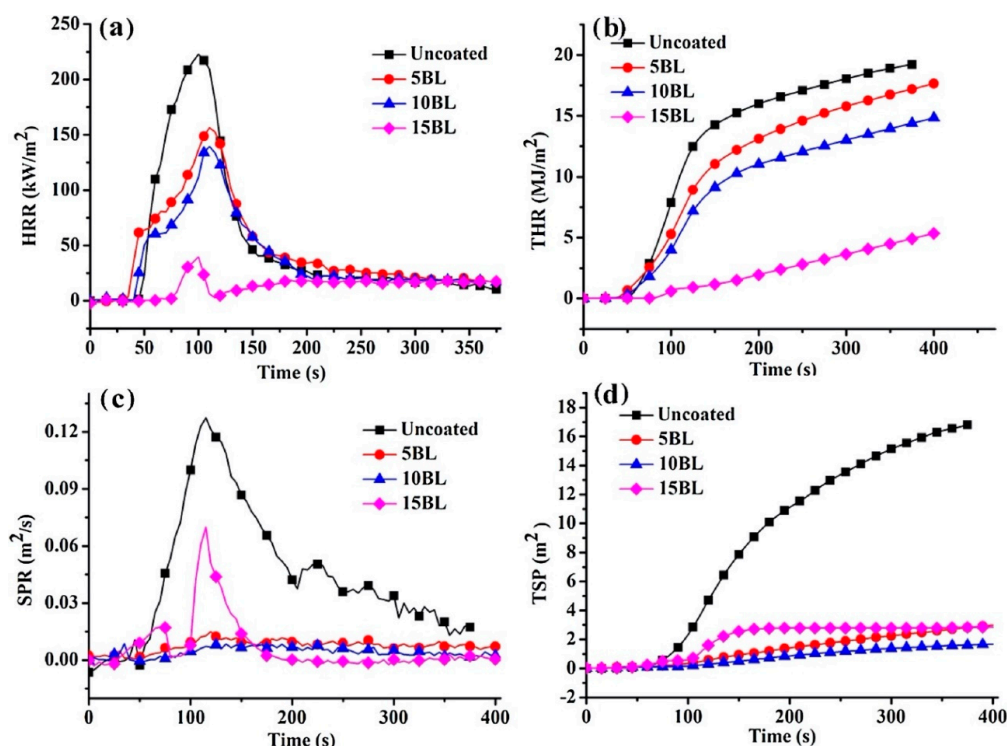 (a)
Uncoated
5BL
10BL
15BL
HRR (kW/m²)
250
200
150
100
50
0
0 50 100 150 200 250 300 350
Time (s)
(b)
Uncoated
5BL
10BL
15BL
THR (MJ/m²)
20
15
10
5
0
0 100 200 300 400
Time (s)
(c)
Uncoated
5BL
10BL
15BL
SPR (m²/s)
0.12
0.09
0.06
0.03
0.00
0 100 200 300 400
Time (s)
(d)
Uncoated
5BL
10BL
15BL
TSP (m²)
18
16
14
12
10
8
6
4
2
0
-2
0 100 200 300 400
Time (s)